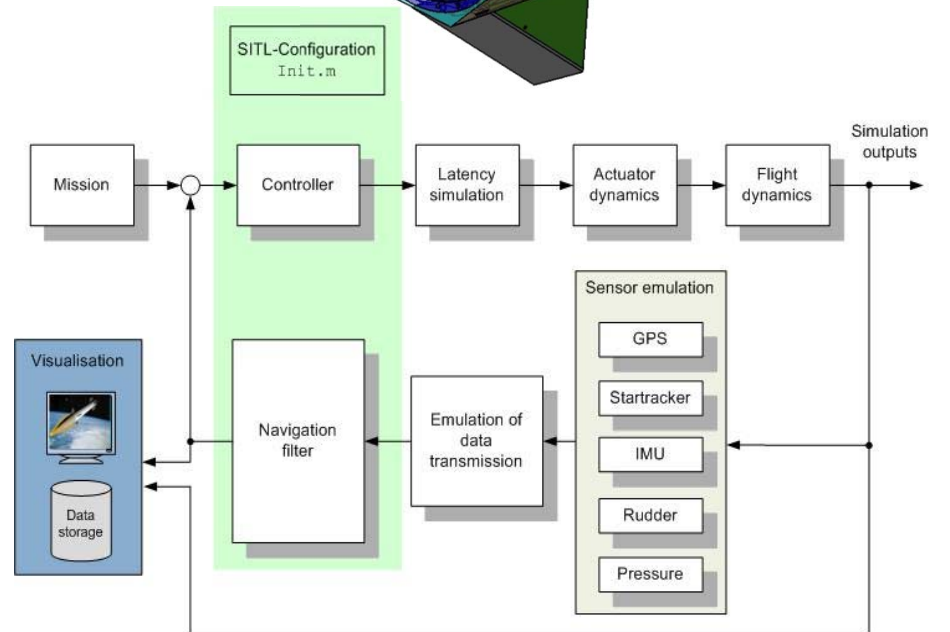 SITL-Configuration
Init.m
Simulation
outputs
Mission
Controller
Latency
simulation
Actuator
dynamics
Flight
dynamics
Sensor emulation
GPS
Startracker
IMU
Rudder
Pressure
Visualisation
Data
storage
Navigation
filter
Emulation of
data
transmission